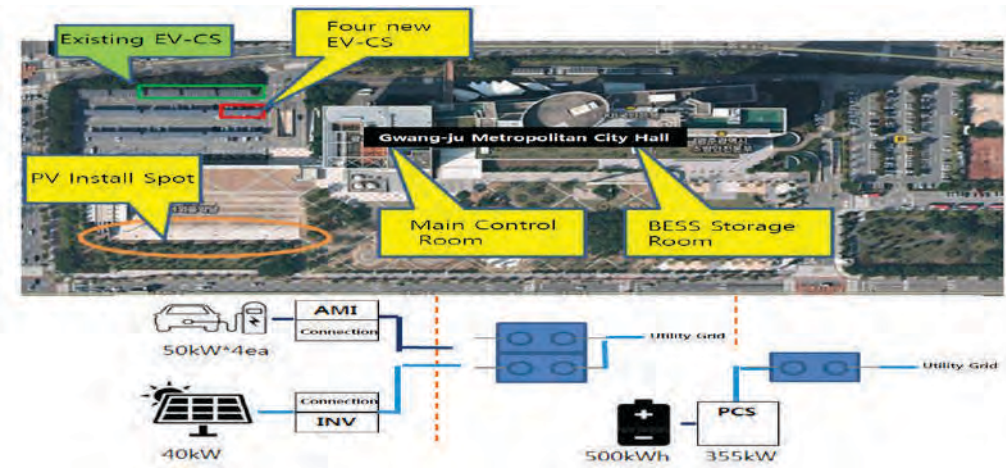 Existing EV-CS
Four new
EV-CS
Gwang-ju Metropolitan City Hall
PV Install Spot
Main Control
Room
BESS Storage
Room
AMI
Connection
50kW*4ea
Utility Grid
Connection
INV
40kW
Utility Grid
PCS
500kWh
355kW